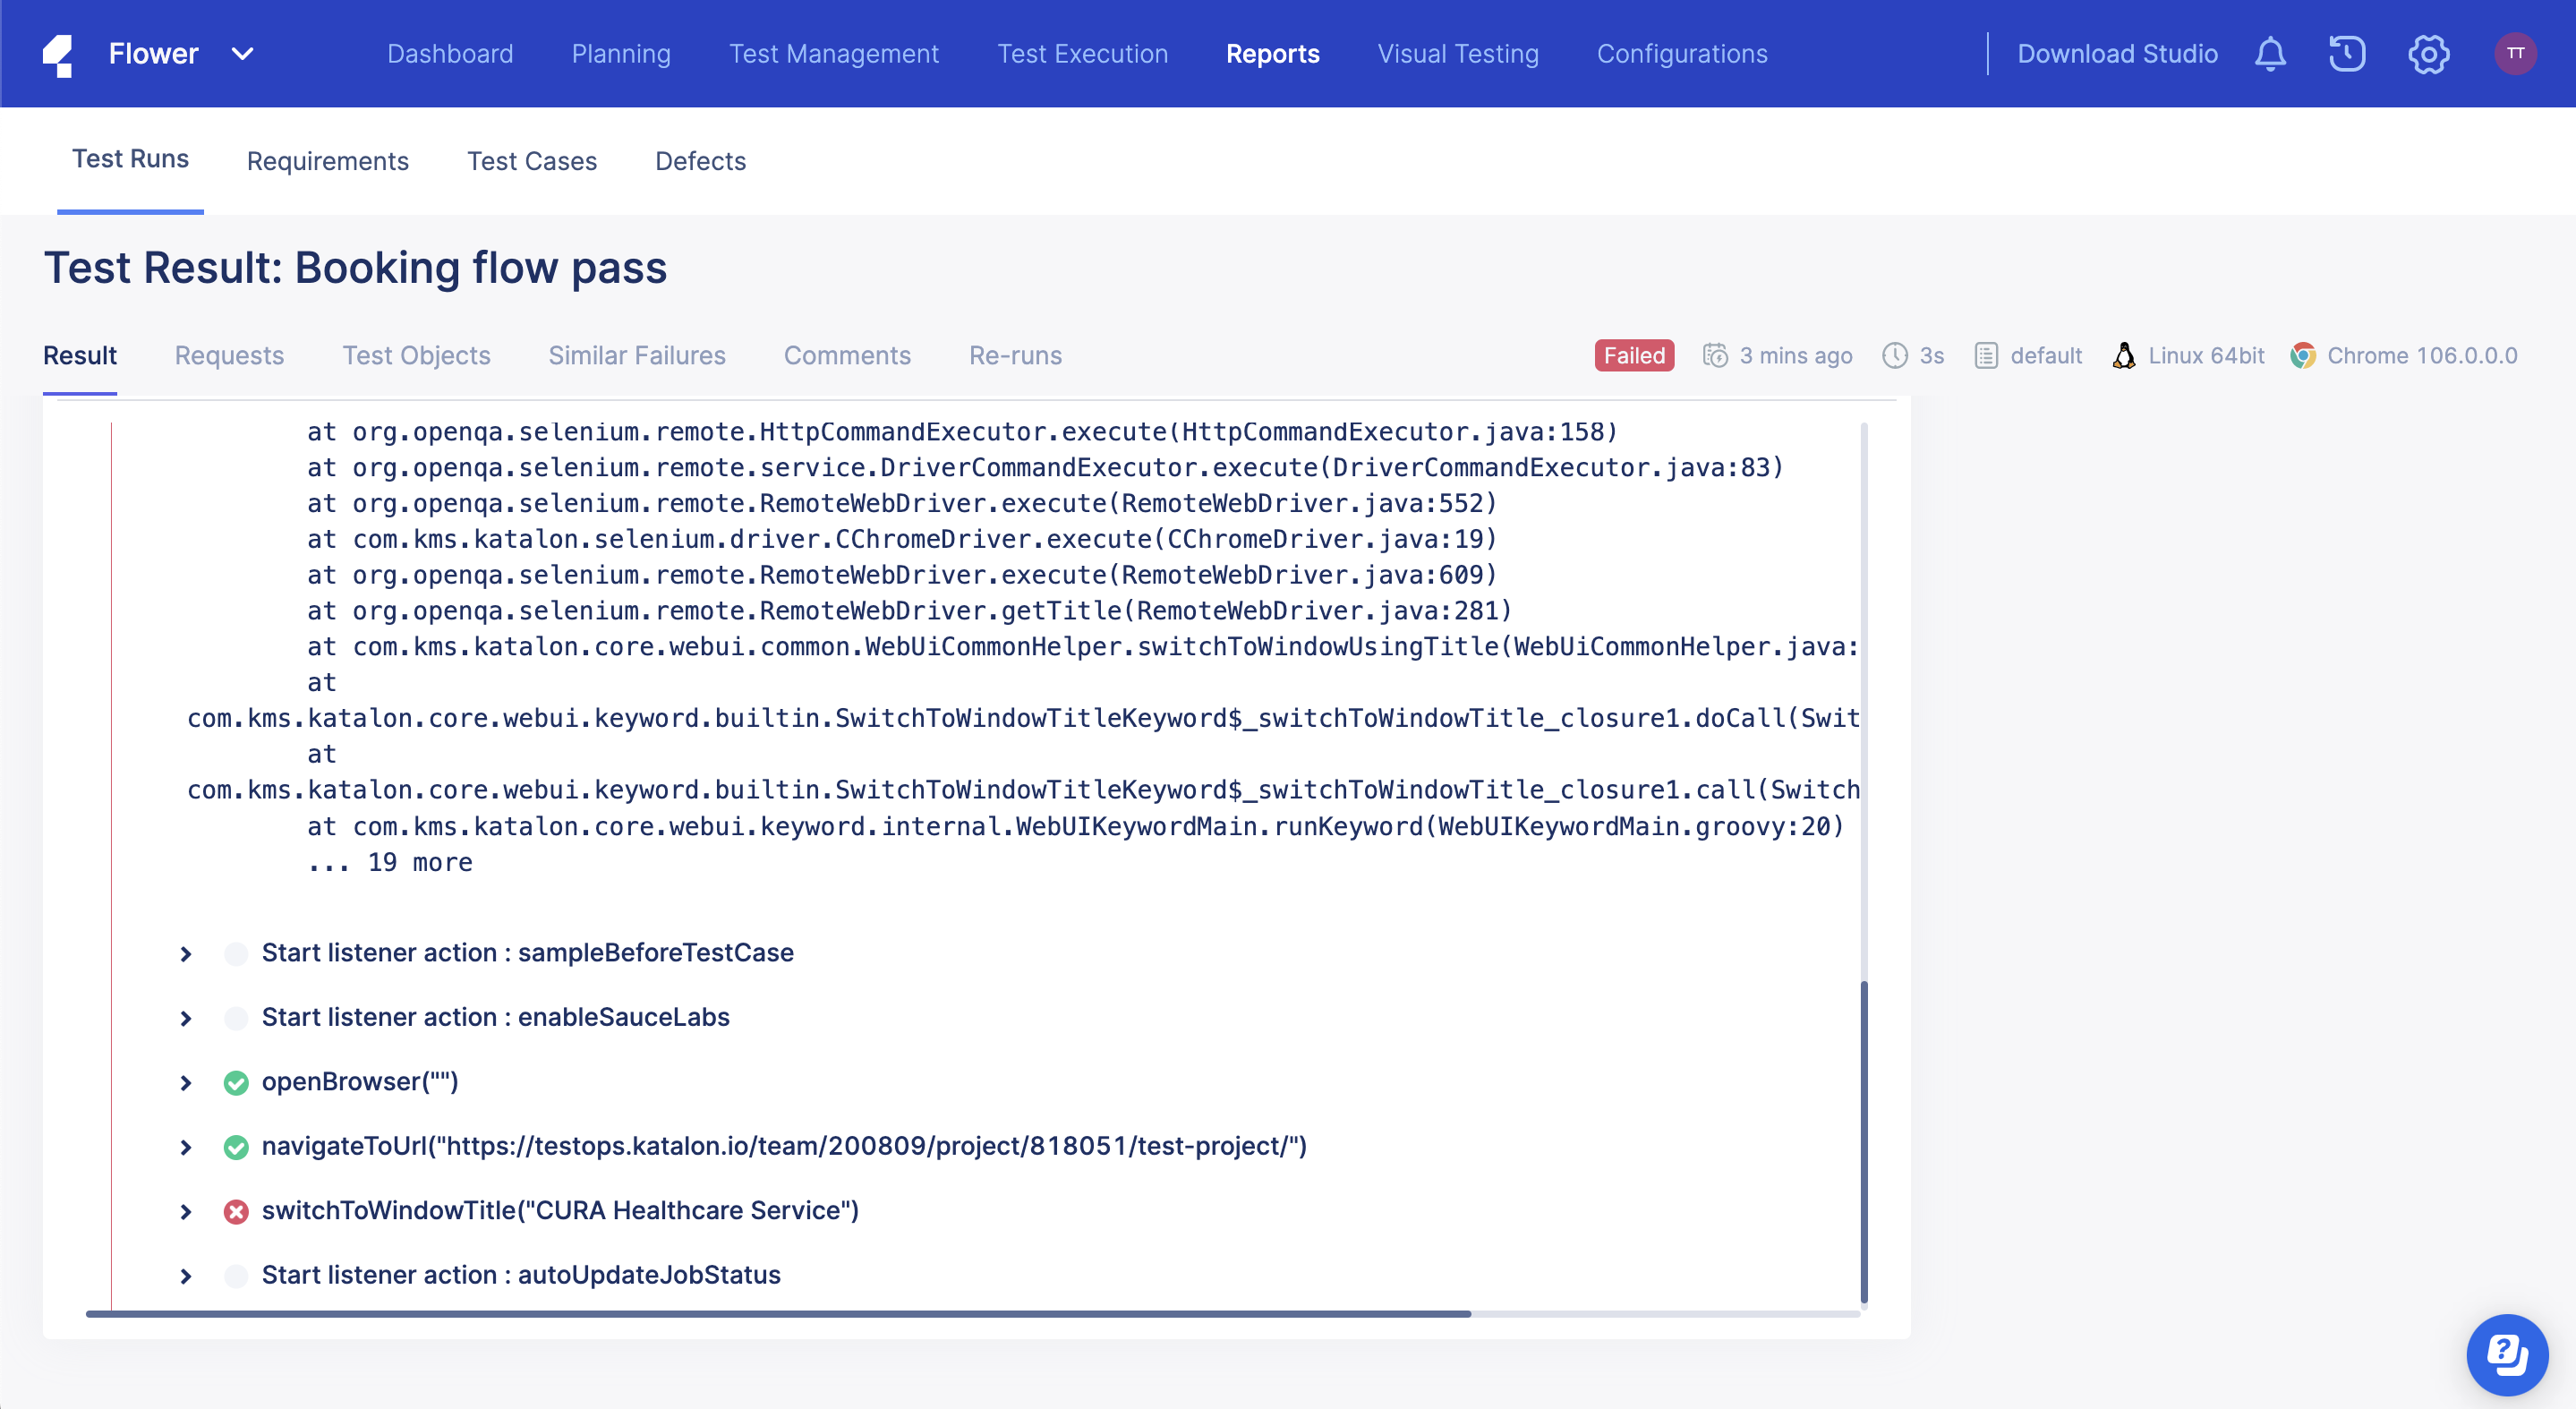 Flower
Dashboard
Planning
Test Management
Test Execution
Reports
Visual Testing
Configurations
Download Studio
TT
Test Runs
Requirements
Test Cases
Defects
Test Result: Booking flow pass
Result
Requests
Test Objects
Similar Failures
Comments
Re-runs
Failed
3 mins ago
3s
default
Linux 64bit
Chrome 106.0.0.0
at org.openqa.selenium.remote.HttpCommandExecutor.execute(HttpCommandExecutor.java:158)
at org.openqa.selenium.remote.service.DriverCommandExecutor.execute(DriverCommandExecutor.java:83)
at org.openqa.selenium.remote.RemoteWebDriver.execute(RemoteWebDriver.java:552)
at com.kms.katalon.selenium.driver.CChromeDriver.execute(CChromeDriver.java:19)
at org.openqa.selenium.remote.RemoteWebDriver.execute(RemoteWebDriver.java:609)
at org.openqa.selenium.remote.RemoteWebDriver.getTitle(RemoteWebDriver.java:281)
at com.kms.katalon.core.webui.common.WebUiCommonHelper.switchToWindowUsingTitle(WebUiCommonHelper.java:
at
com.kms.katalon.core.webui.keyword.builtin.SwitchToWindowTitleKeyword$_switchToWindowTitle_closure1.doCall(Swit
at
com.kms.katalon.core.webui.keyword.builtin.SwitchToWindowTitleKeyword$_switchToWindowTitle_closure1.call(Switch
at com.kms.katalon.core.webui.keyword.internal.WebUIKeywordMain.runKeyword(WebUIKeywordMain.groovy:20)
... 19 more
Start listener action : sampleBeforeTestCase
Start listener action : enableSauceLabs
openBrowser("")
navigateToUrl("https://testops.katalon.io/team/200809/project/818051/test-project/")
switchToWindowTitle("CURA Healthcare Service")
Start listener action : autoUpdateJobStatus